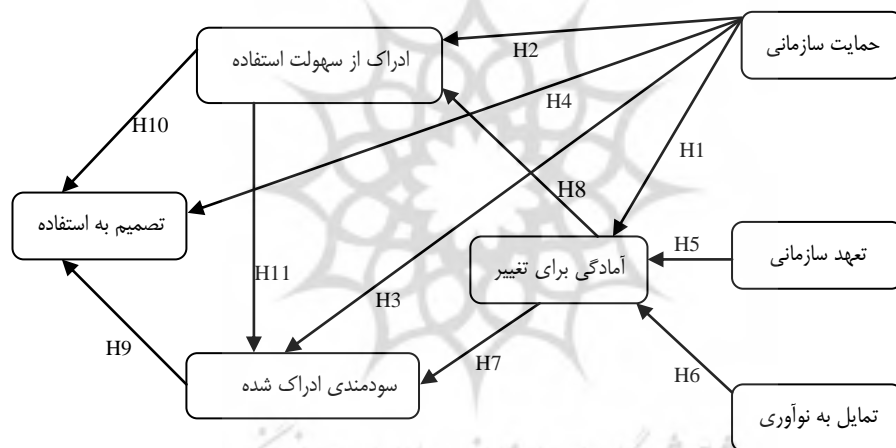 حمایت سازمانی
ادراک از سهولت استفاده
H2
H4
H10
H1
H8
تصمیم به استفاده
آمادگی برای تغییر
H5
تعهد سازمانی
H11
H3
H9
H7
سودمندی ادراک شده
H6
تمایل به نوآوری